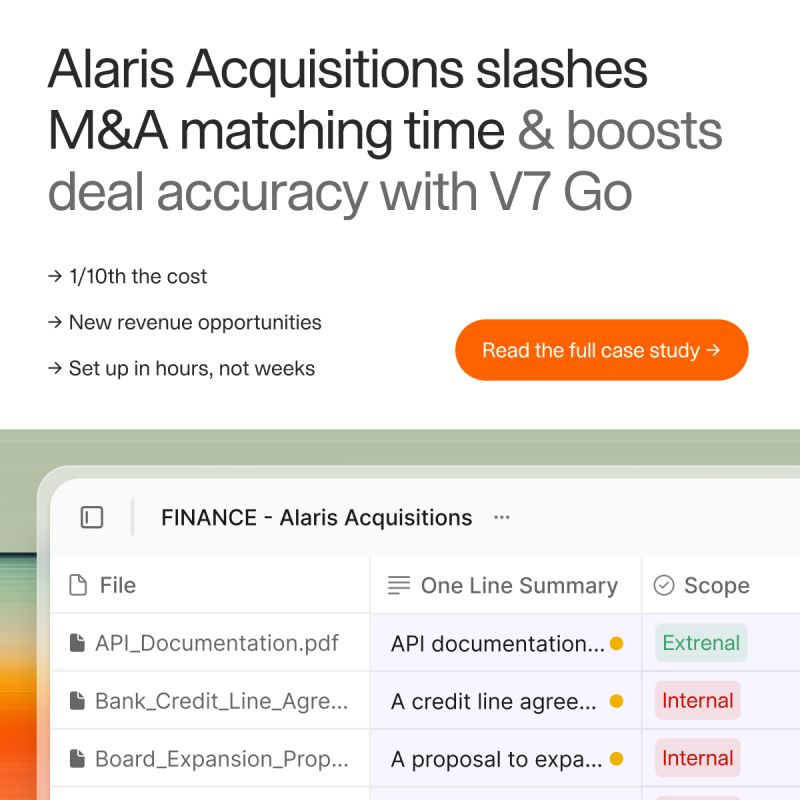 Alaris Acquisitions slashes
M&A matching time & boosts
deal accuracy with V7 Go
→ 1/10th the cost
→ New revenue opportunities
→ Set up in hours, not weeks
Read the full case study →
FINANCE - Alaris Acquisitions ···
File One Line Summary Scope
API_Documentation.pdf API documentation... Extrenal
Bank_Credit_Line_Agre... A credit line agree... Internal
Board_Expansion_Prop... A proposal to expa... Internal